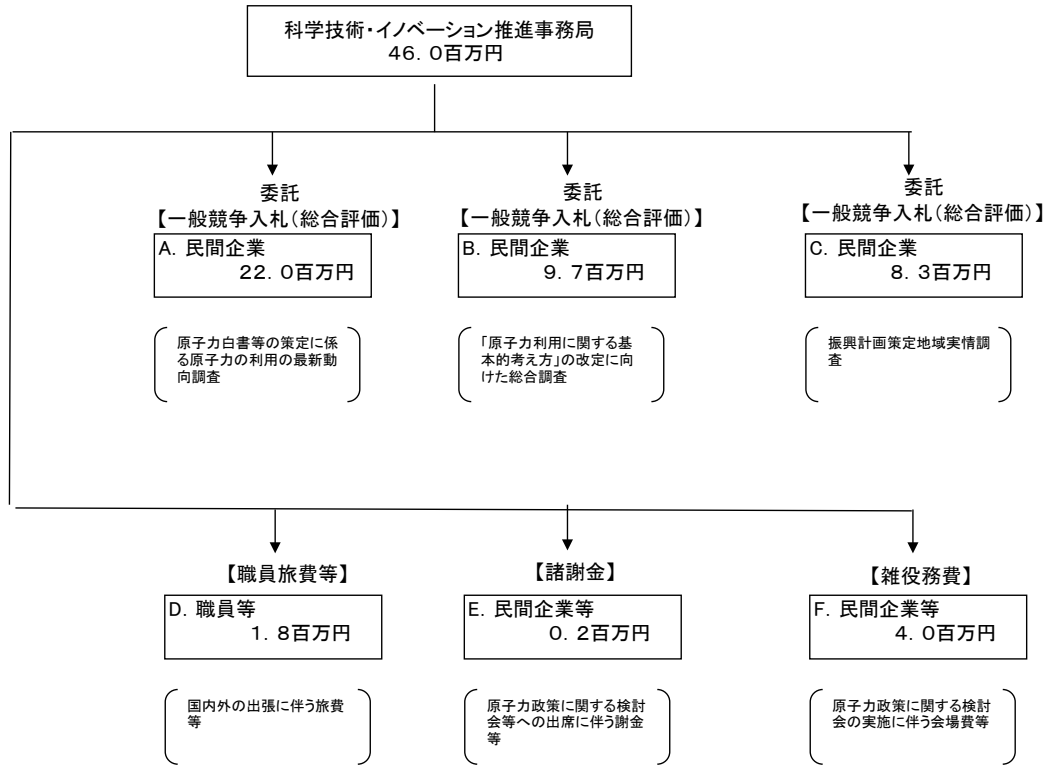 科学技術・イノベーション推進事務局
46.0百万円
委託
【一般競争入札(総合評価)】
A. 民間企業
22.0百万円
原子力白書等の策定に係
る原子力の利用の最新動
向調査
委託
【一般競争入札(総合評価)】
B. 民間企業
9.7百万円
「原子力利用に関する基
本的考え方」の改定に向
けた総合調査
委託
【一般競争入札(総合評価)】
C. 民間企業
8.3百万円
振興計画策定地域実情調
査
【職員旅費等】
D. 職員等
1.8百万円
国内外の出張に伴う旅費
等
【諸謝金】
E. 民間企業等
0.2百万円
原子力政策に関する検討
会等への出席に伴う謝金
等
【雑役務費】
F. 民間企業等
4.0百万円
原子力政策に関する検討
会の実施に伴う会場費等